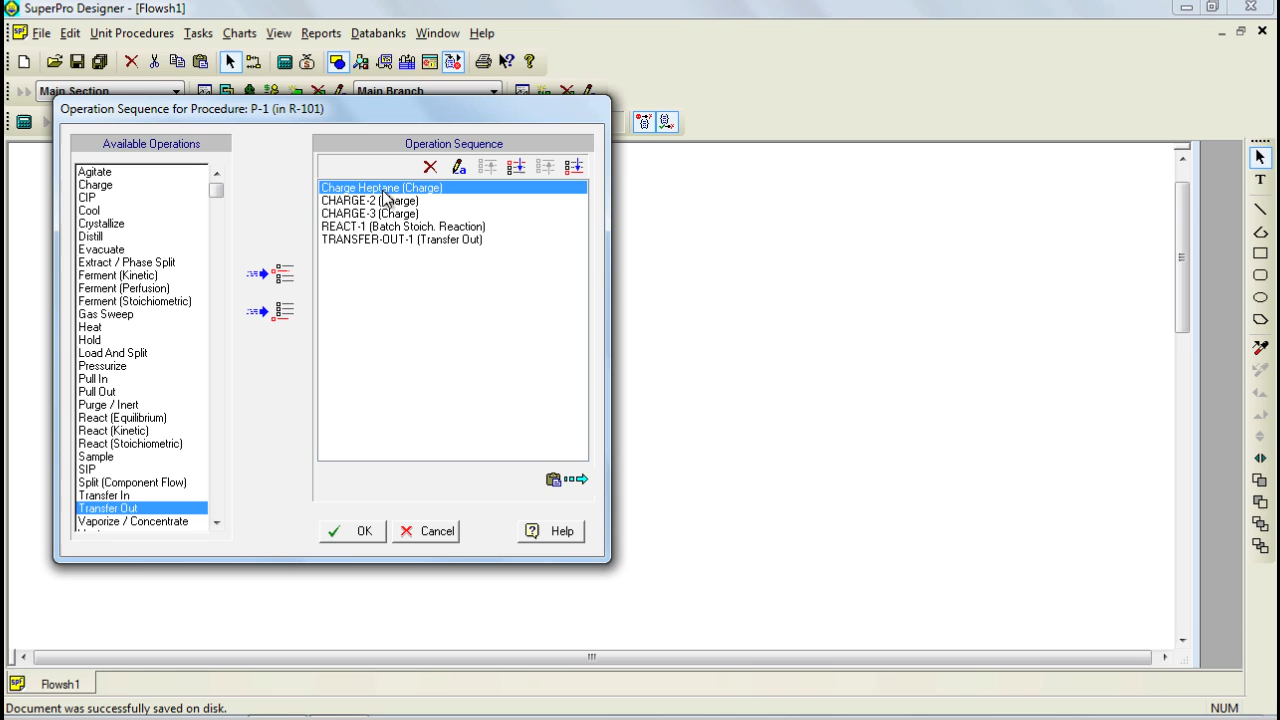 SuperPro Designer - [Flowsh1]
File Edit Unit Procedures Tasks Charts View Reports Databanks Window Help
Main Section Main Branch
Operation Sequence for Procedure: P-1 (in R-101)
Available Operations
Agitate
Charge
CIP
Cool
Crystallize
Distill
Evacuate
Extract / Phase Split
Ferment (Kinetic)
Ferment (Perfusion)
Ferment (Stoichiometric)
Gas Sweep
Heat
Hold
Load And Split
Pressurize
Pull In
Pull Out
Purge / Inert
React (Equilibrium)
React (Kinetic)
React (Stoichiometric)
Sample
SIP
Split (Component Flow)
Transfer In
Transfer Out
Vaporize / Concentrate
Operation Sequence
Charge Heptane (Charge)
CHARGE-2 (Charge)
CHARGE-3 (Charge)
REACT-1 (Batch Stoich. Reaction)
TRANSFER-OUT-1 (Transfer Out)
OK Cancel Help
Flowsh1
Document was successfully saved on disk. NUM